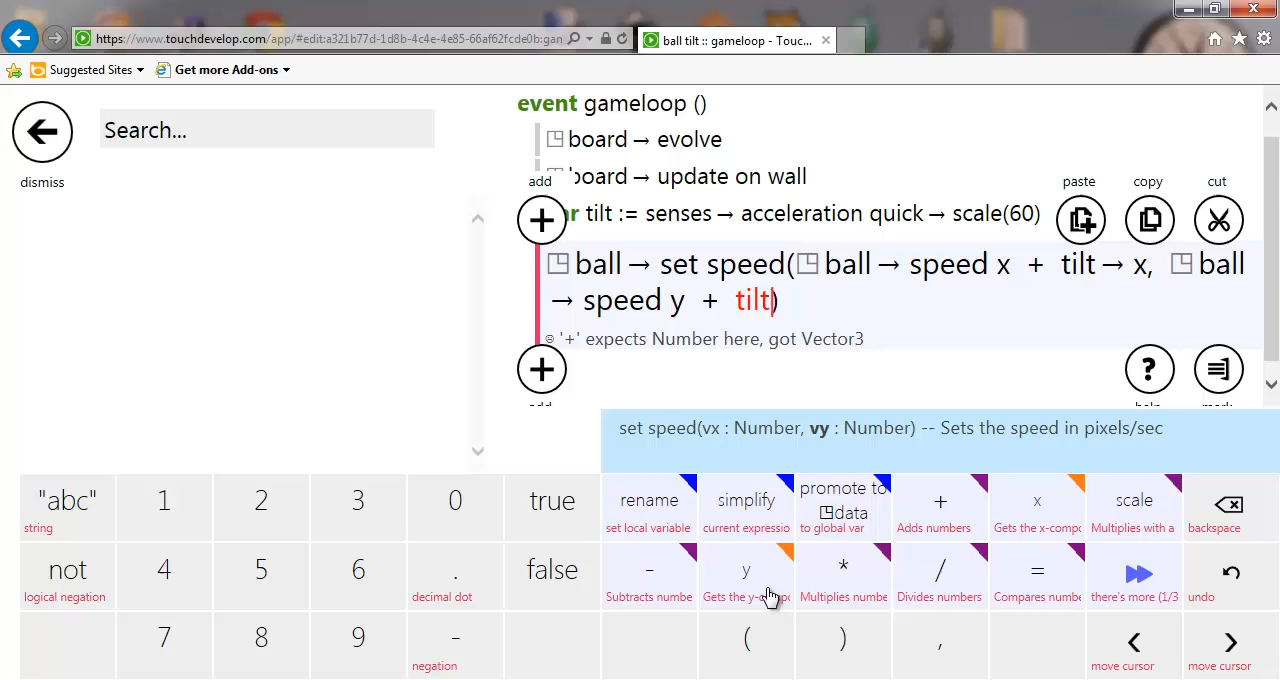 https://www.touchdevelop.com/app/#edit:a321b77d-1d8b-4c4e-4e85-66af62fcde0b:gan
ball tilt :: gameloop - Touc...
Suggested Sites
Get more Add-ons
dismiss
Search...
event gameloop ()
board → evolve
board → update on wall
add
paste
copy
cut
tilt := senses → acceleration quick → scale(60)
ball → set speed(ball → speed x + tilt → x, ball
→ speed y + tilt)
'+' expects Number here, got Vector3
set speed(vx : Number, vy : Number) -- Sets the speed in pixels/sec
"abc" 1 2 3 0 true rename simplify promote to data + x scale
string set local variable current expressio to global var Adds numbers Gets the x-compo Multiplies with a backspace
not 4 5 6 . false - y * / =
logical negation decimal dot Subtracts numbe Gets the y- Multiplies numbe Divides numbers Compares numbe there's more (1/3 undo
7 8 9 - ( ) , < >
negation move cursor move cursor